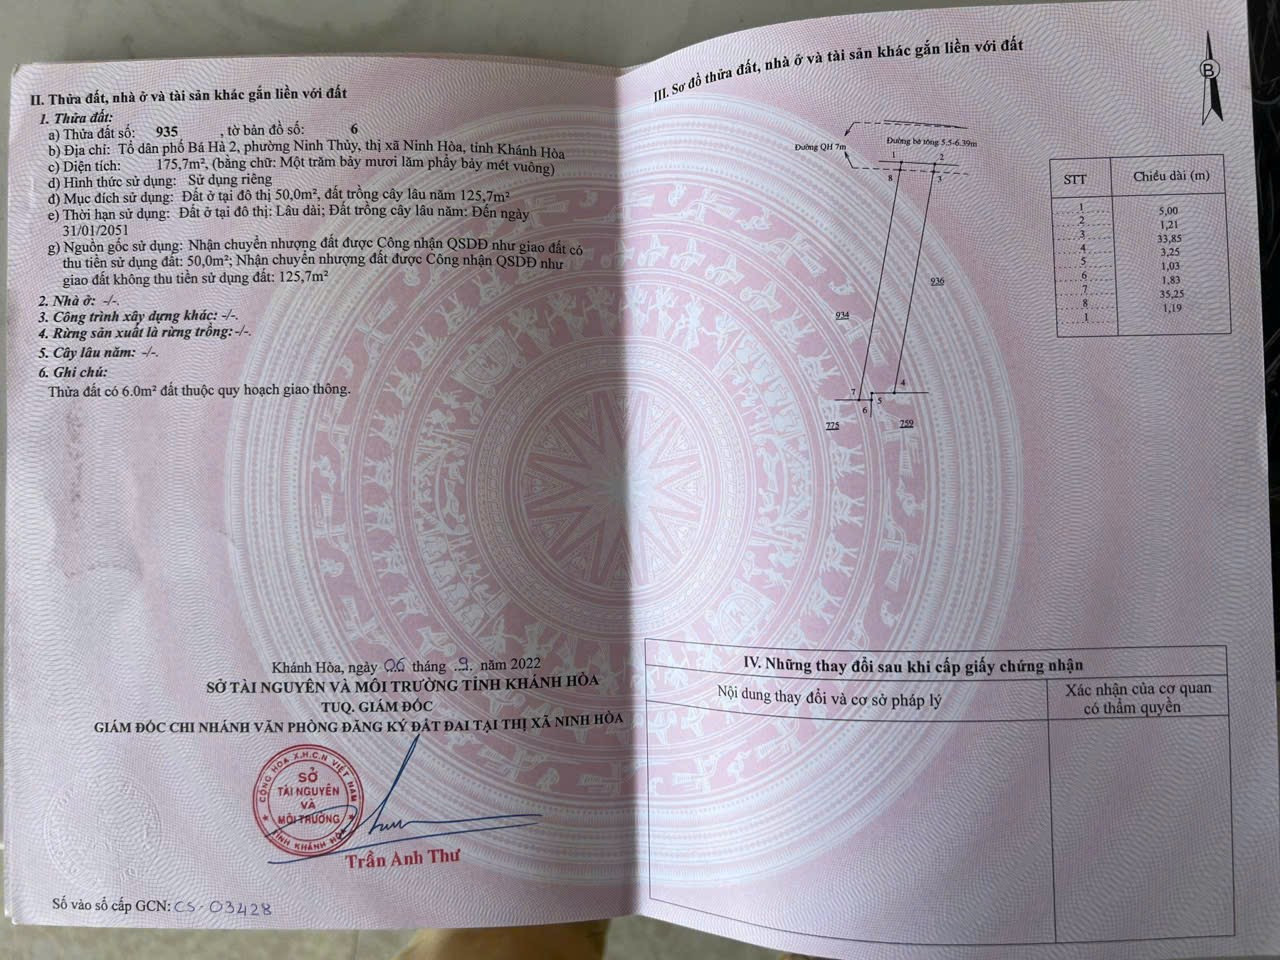 II. Thửa đất, nhà ở và tài sản khác gắn liền với đất
1. Thửa đất:
a) Thửa đất số: 935 , tờ bản đồ số: 6
b) Địa chỉ: Tổ dân phố Bá Hà 2, phường Ninh Thủy, thị xã Ninh Hòa, tỉnh Khánh Hòa
c) Diện tích: 175,7m², (bằng chữ: Một trăm bảy mươi lăm phẩy bảy mét vuông)
d) Hình thức sử dụng: Sử dụng riêng
đ) Mục đích sử dụng: Đất ở tại đô thị 50,0m², đất trồng cây lâu năm 125,7m²
e) Thời hạn sử dụng: Đất ở tại đô thị: Lâu dài; Đất trồng cây lâu năm: Đến ngày
31/01/2051
g) Nguồn gốc sử dụng: Nhận chuyển nhượng đất được Công nhận QSDĐ như giao đất có
thu tiền sử dụng đất: 50,0m²; Nhận chuyển nhượng đất được Công nhận QSDĐ như
giao đất không thu tiền sử dụng đất: 125,7m²
2. Nhà ở: -/-.
3. Công trình xây dựng khác: -/-.
4. Rừng sản xuất là rừng trồng:-/-.
5. Cây lâu năm: -/-.
6. Ghi chú:
Thửa đất có 6.0m² đất thuộc quy hoạch giao thông.
Khánh Hòa, ngày 06 tháng .9. năm 2022
SỞ TÀI NGUYÊN VÀ MÔI TRƯỜNG TỈNH KHÁNH HÒA
TUQ. GIÁM ĐỐC
GIÁM ĐỐC CHI NHÁNH VĂN PHÒNG ĐĂNG KÝ ĐẤT ĐAI TẠI THỊ XÃ NINH HÒA
CỘNG HÒA X.H.C.N VIỆT NAM
SỞ
TÀI NGUYÊN
VÀ
MÔI TRƯỜNG
TỈNH KHÁNH HÒA
Trần Anh Thư
Số vào sổ cấp GCN: CS-03428
III. Sơ đồ thửa đất, nhà ở và tài sản khác gắn liền với đất
B
Đường QH 7m
Đường bê tông 5.5-6.39m
1 2
8 3
936
934
7 4
5
6
775 759
STT Chiều dài (m)
1
5,00
2
1,21
3
33,85
4
3,25
5
1,03
6
1,83
7
35,25
8
1,19
1
IV. Những thay đổi sau khi cấp giấy chứng nhận
Nội dung thay đổi và cơ sở pháp lý
Xác nhận của cơ quan
có thẩm quyền